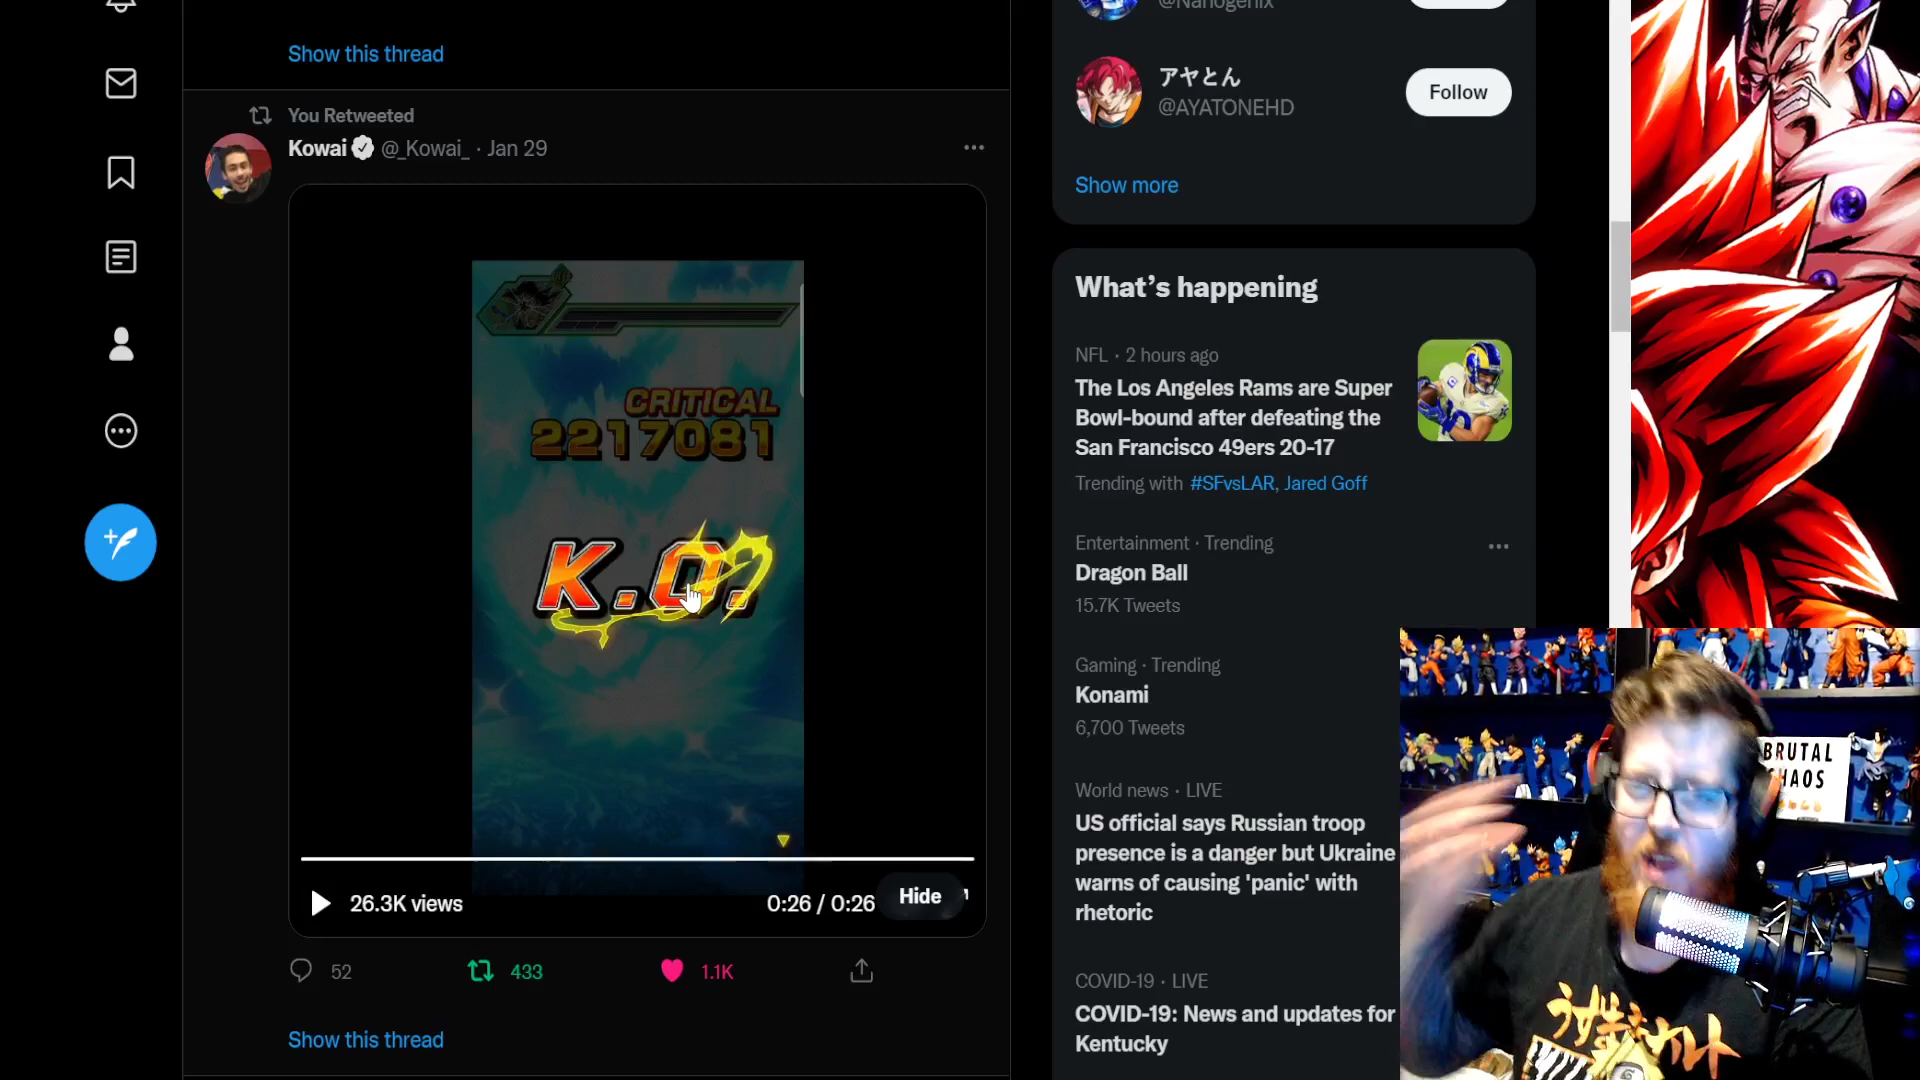 Show this thread
You Retweeted
Kowai @_Kowai_ · Jan 29
CRITICAL
2217081
K.O.
26.3K views
0:26 / 0:26
Hide
52
433
1.1K
Show this thread
@Nanogenix
アヤとん
@AYATONEHD
Follow
Show more
What's happening
NFL · 2 hours ago
The Los Angeles Rams are Super
Bowl-bound after defeating the
San Francisco 49ers 20-17
Trending with #SFvsLAR, Jared Goff
Entertainment · Trending
Dragon Ball
15.7K Tweets
Gaming · Trending
Konami
6,700 Tweets
World news · LIVE
US official says Russian troop
presence is a danger but Ukraine
warns of causing 'panic' with
rhetoric
COVID-19 · LIVE
COVID-19: News and updates for
Kentucky
BRUTAL
CHAOS